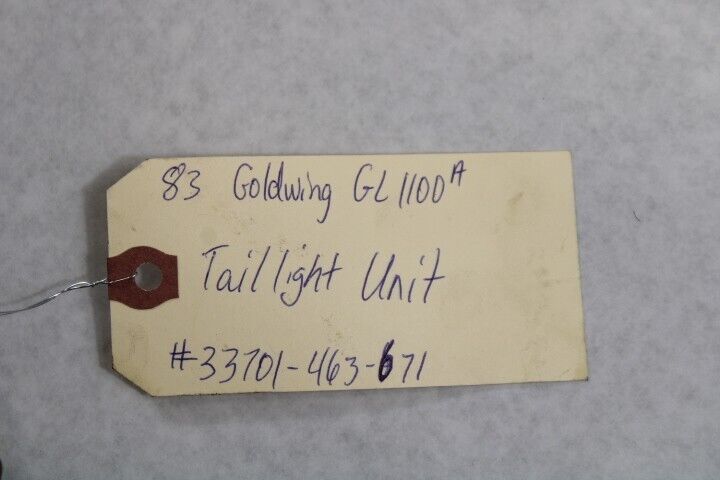 83 Goldwing GL1100A
Taillight Unit
#33701-463-671